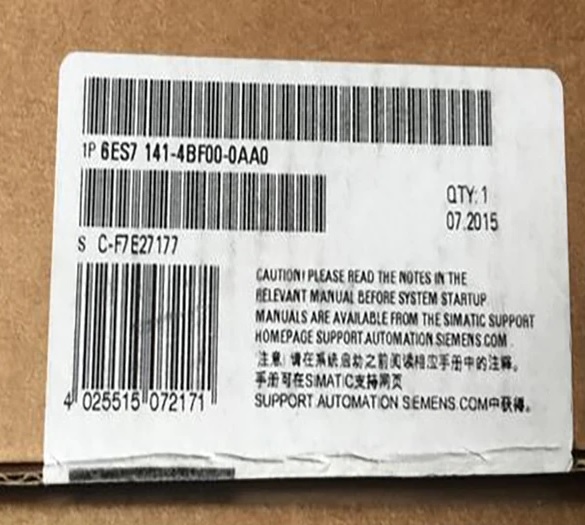 1P 6ES7 141-4BF00-0AA0
QTY: 1
07.2015
S C-F7E27177
CAUTION! PLEASE READ THE NOTES IN THE
RELEVANT MANUAL BEFORE SYSTEM STARTUP
MANUALS ARE AVAILABLE FROM THE SIMATIC SUPPORT
HOMEPAGE SUPPORT.AUTOMATION.SIEMENS.COM.
注意! 请在系统启动之前阅读相应手册中的注释。
手册可在SIMATIC支持网页
SUPPORT.AUTOMATION.SIEMENS.COM中获得。
4 025515 072171